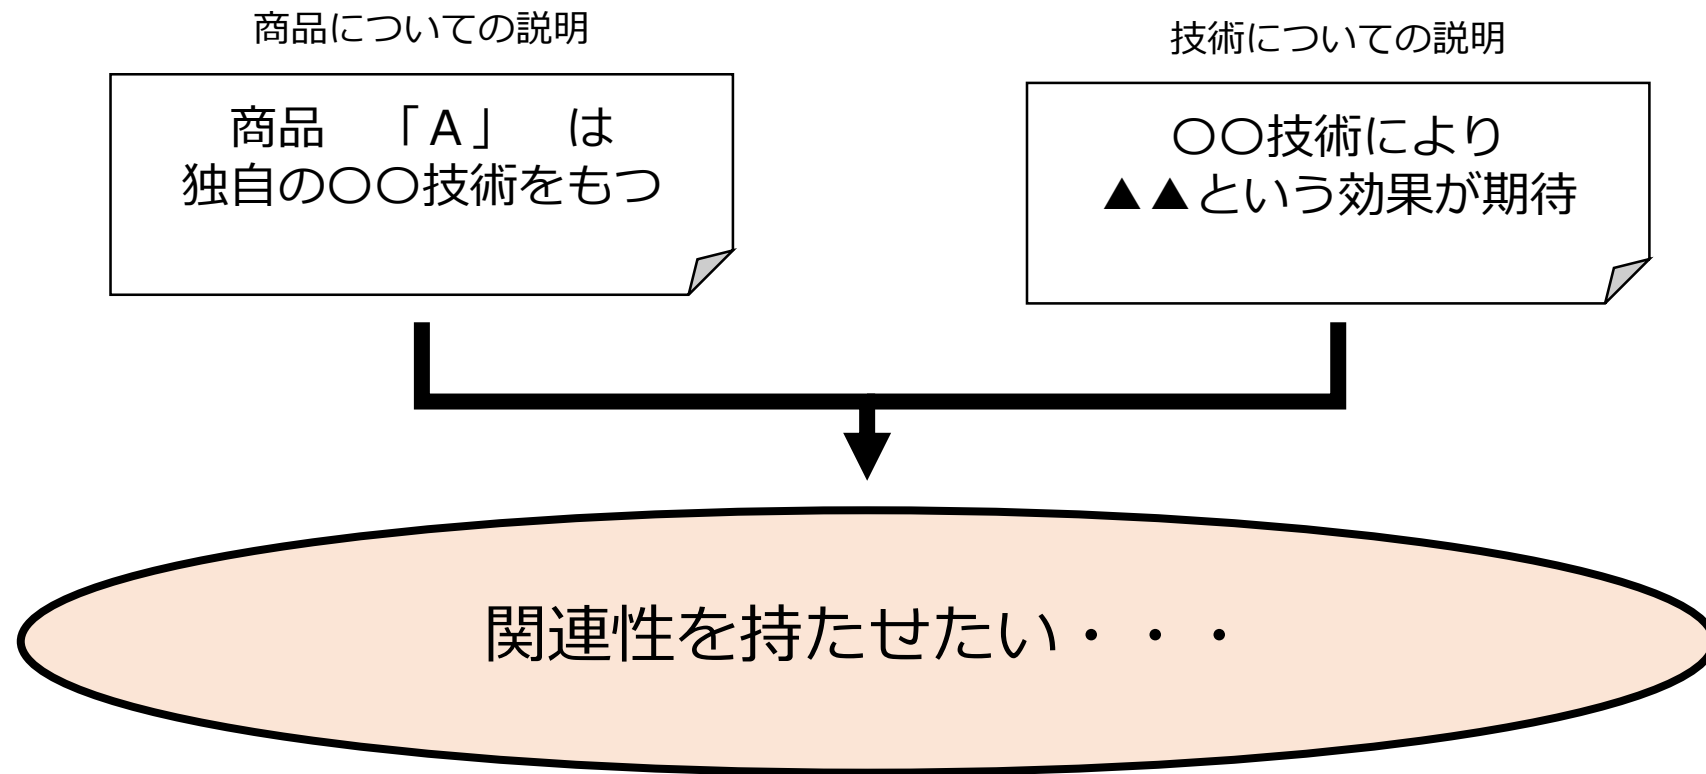 商品についての説明
商品　「A」　は
独自の〇〇技術をもつ
技術についての説明
〇〇技術により
▲▲という効果が期待
関連性を持たせたい・・・